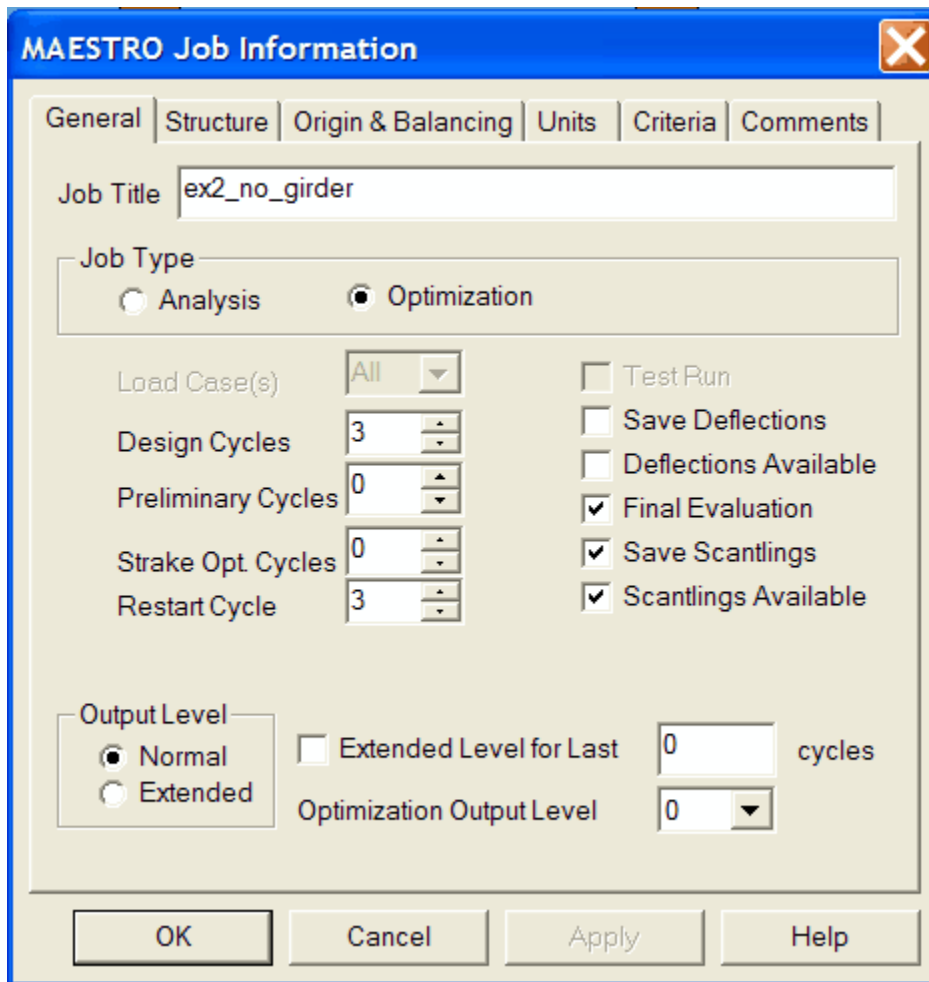 MAESTRO Job Information
General Structure Origin & Balancing Units Criteria Comments
Job Title ex2_no_girder
Job Type
Analysis Optimization
Load Case(s) All Test Run
Save Deflections
Design Cycles 3
Deflections Available
Preliminary Cycles 0
Final Evaluation
Strake Opt. Cycles 0
Save Scantlings
Restart Cycle 3
Scantlings Available
Output Level
Normal
Extended
Extended Level for Last 0 cycles
Optimization Output Level 0
OK Cancel Apply Help